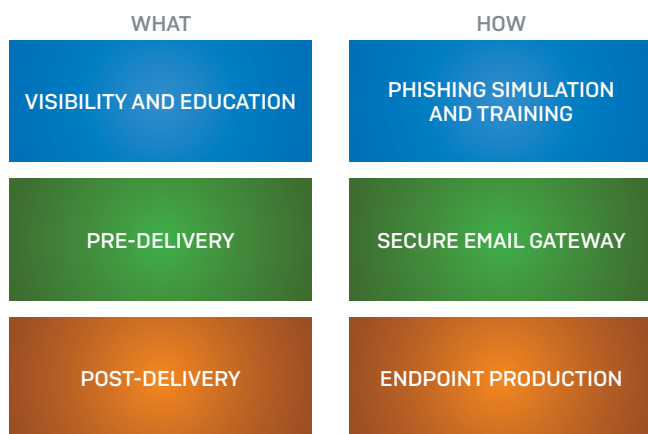 WHAT
HOW
VISIBILITY AND EDUCATION
PHISHING SIMULATION
AND TRAINING
PRE-DELIVERY
SECURE EMAIL GATEWAY
POST-DELIVERY
ENDPOINT PRODUCTION